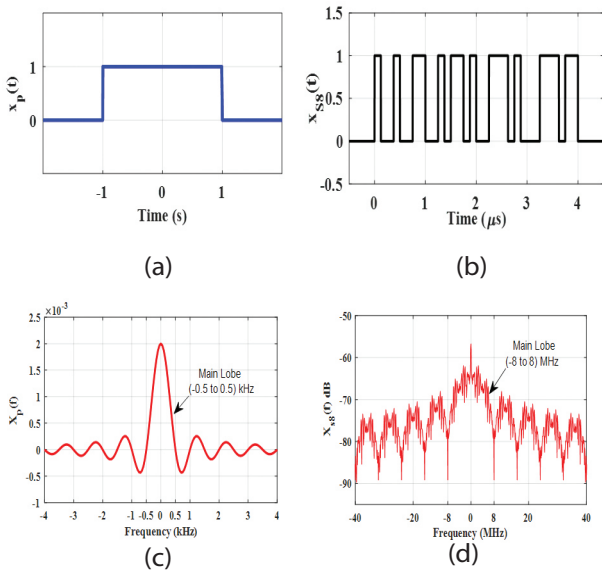 x_p(t)
1
0
-1 0 1
Time (s)
(a)
x_S8(t)
1.5
1
0.5
0
-0.5
0 1 2 3 4
Time (μs)
(b)
×10^-3
X_p(f)
2.5
2
1.5
1
0.5
0
-0.5
-1
Main Lobe
(-0.5 to 0.5) kHz
-4 -3 -2 -1 -0.5 0 0.5 1 2 3 4
Frequency (kHz)
(c)
X_s8(f) dB
-50
-60
-70
-80
-90
Main Lobe
(-8 to 8) MHz
-40 -20 -8 0 8 20 40
Frequency (MHz)
(d)